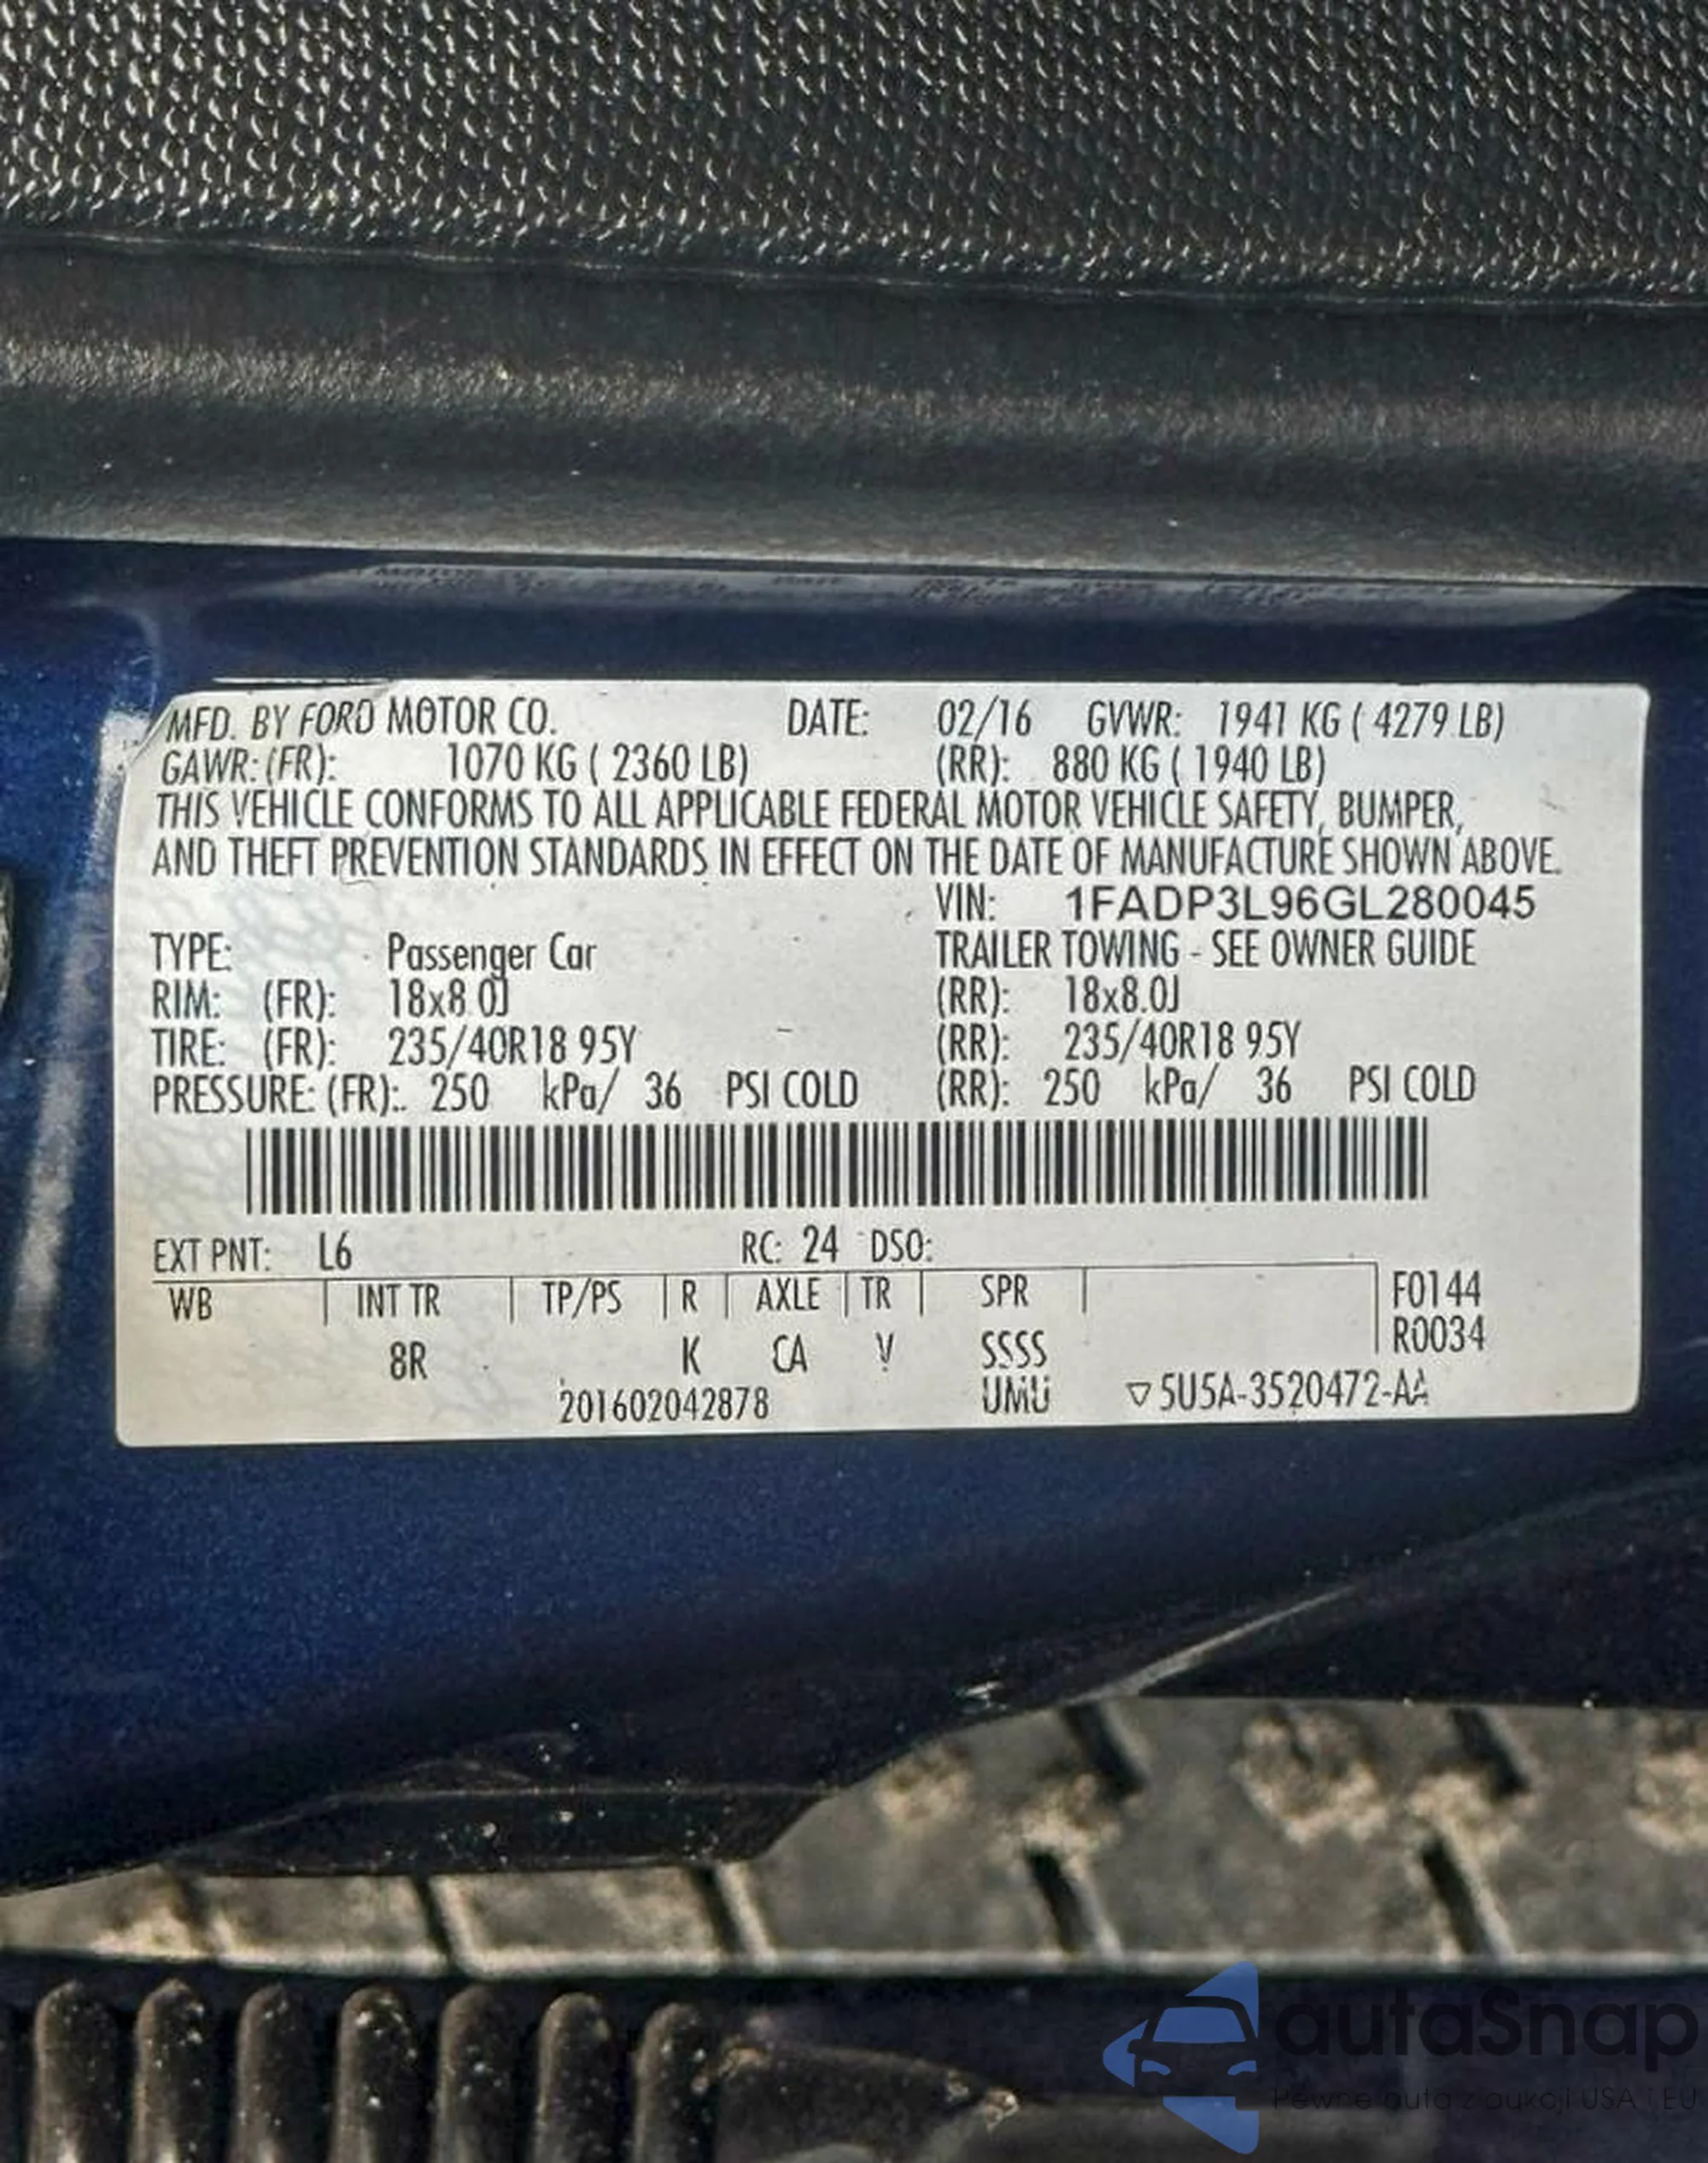 MFD. BY FORD MOTOR CO. DATE: 02/16 GVWR: 1941 KG ( 4279 LB)
GAWR: (FR): 1070 KG ( 2360 LB) (RR): 880 KG ( 1940 LB)
THIS VEHICLE CONFORMS TO ALL APPLICABLE FEDERAL MOTOR VEHICLE SAFETY, BUMPER,
AND THEFT PREVENTION STANDARDS IN EFFECT ON THE DATE OF MANUFACTURE SHOWN ABOVE.
VIN: 1FADP3L96GL280045
TYPE: Passenger Car TRAILER TOWING - SEE OWNER GUIDE
RIM: (FR): 18x8.0J (RR): 18x8.0J
TIRE: (FR): 235/40R18 95Y (RR): 235/40R18 95Y
PRESSURE: (FR): 250 kPa/ 36 PSI COLD (RR): 250 kPa/ 36 PSI COLD
EXT PNT: L6 RC: 24 DSO:
WB INT TR TP/PS R AXLE TR SPR F0144
R0034
8R K CA V SSSS
201602042878 UMU ▽ 5U5A-3520472-AA
autaSnap
Pewne auta z aukcji USA i EU